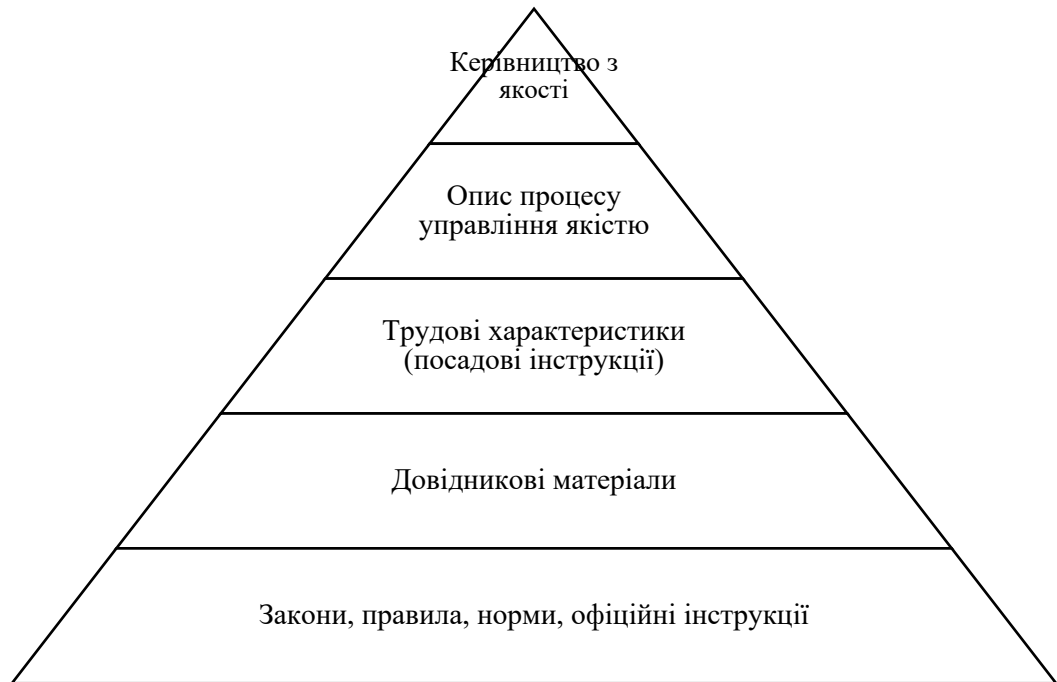 Керівництво з
якості
Опис процесу
управління якістю
Трудові характеристики
(посадові інструкції)
Довідникові матеріали
Закони, правила, норми, офіційні інструкції